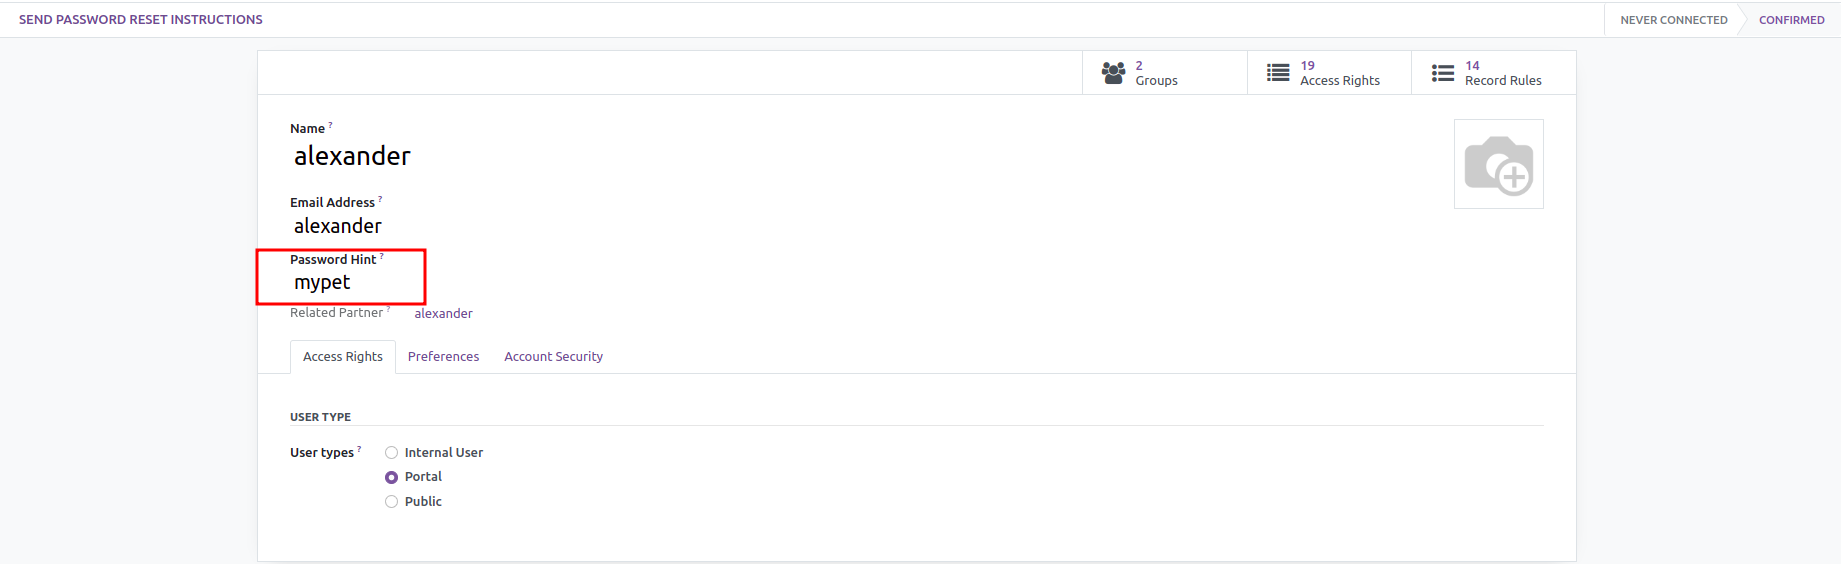 SEND PASSWORD RESET INSTRUCTIONS
NEVER CONNECTED
CONFIRMED
2
Groups
19
Access Rights
14
Record Rules
Name ?
alexander
Email Address ?
alexander
Password Hint ?
mypet
Related Partner ? alexander
Access Rights Preferences Account Security
USER TYPE
User types ? Internal User
Portal
Public